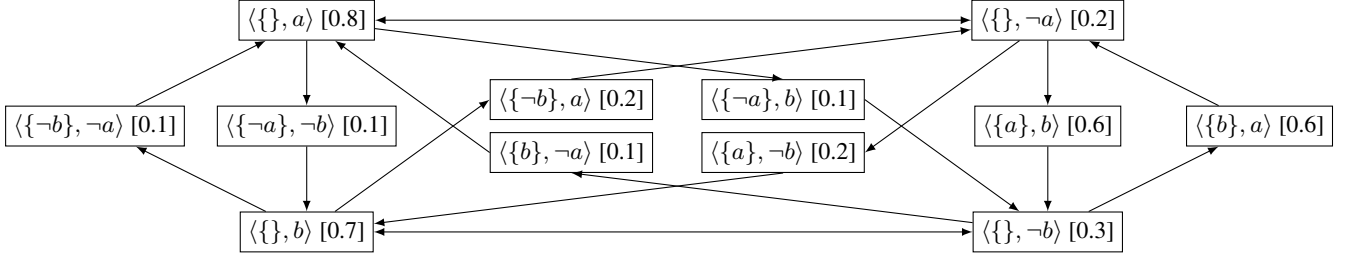 ⟨{}, a⟩ [0.8] ⟨{}, ¬a⟩ [0.2]
⟨{¬b}, a⟩ [0.2] ⟨{¬a}, b⟩ [0.1]
⟨{¬b}, ¬a⟩ [0.1] ⟨{¬a}, ¬b⟩ [0.1] ⟨{a}, b⟩ [0.6] ⟨{b}, a⟩ [0.6]
⟨{b}, ¬a⟩ [0.1] ⟨{a}, ¬b⟩ [0.2]
⟨{}, b⟩ [0.7] ⟨{}, ¬b⟩ [0.3]